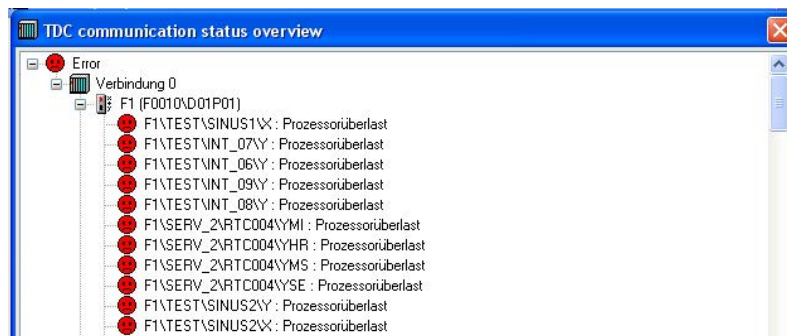 TDC communication status overview
Error
Verbindung 0
F1 (F0010\D01P01)
F1\TEST\SINUS1\X : Prozessorüberlast
F1\TEST\INT_07\Y : Prozessorüberlast
F1\TEST\INT_06\Y : Prozessorüberlast
F1\TEST\INT_09\Y : Prozessorüberlast
F1\TEST\INT_08\Y : Prozessorüberlast
F1\SERV_2\RTC004\YMI : Prozessorüberlast
F1\SERV_2\RTC004\YHR : Prozessorüberlast
F1\SERV_2\RTC004\YMS : Prozessorüberlast
F1\SERV_2\RTC004\YSE : Prozessorüberlast
F1\TEST\SINUS2\Y : Prozessorüberlast
F1\TEST\SINUS2\X : Prozessorüberlast